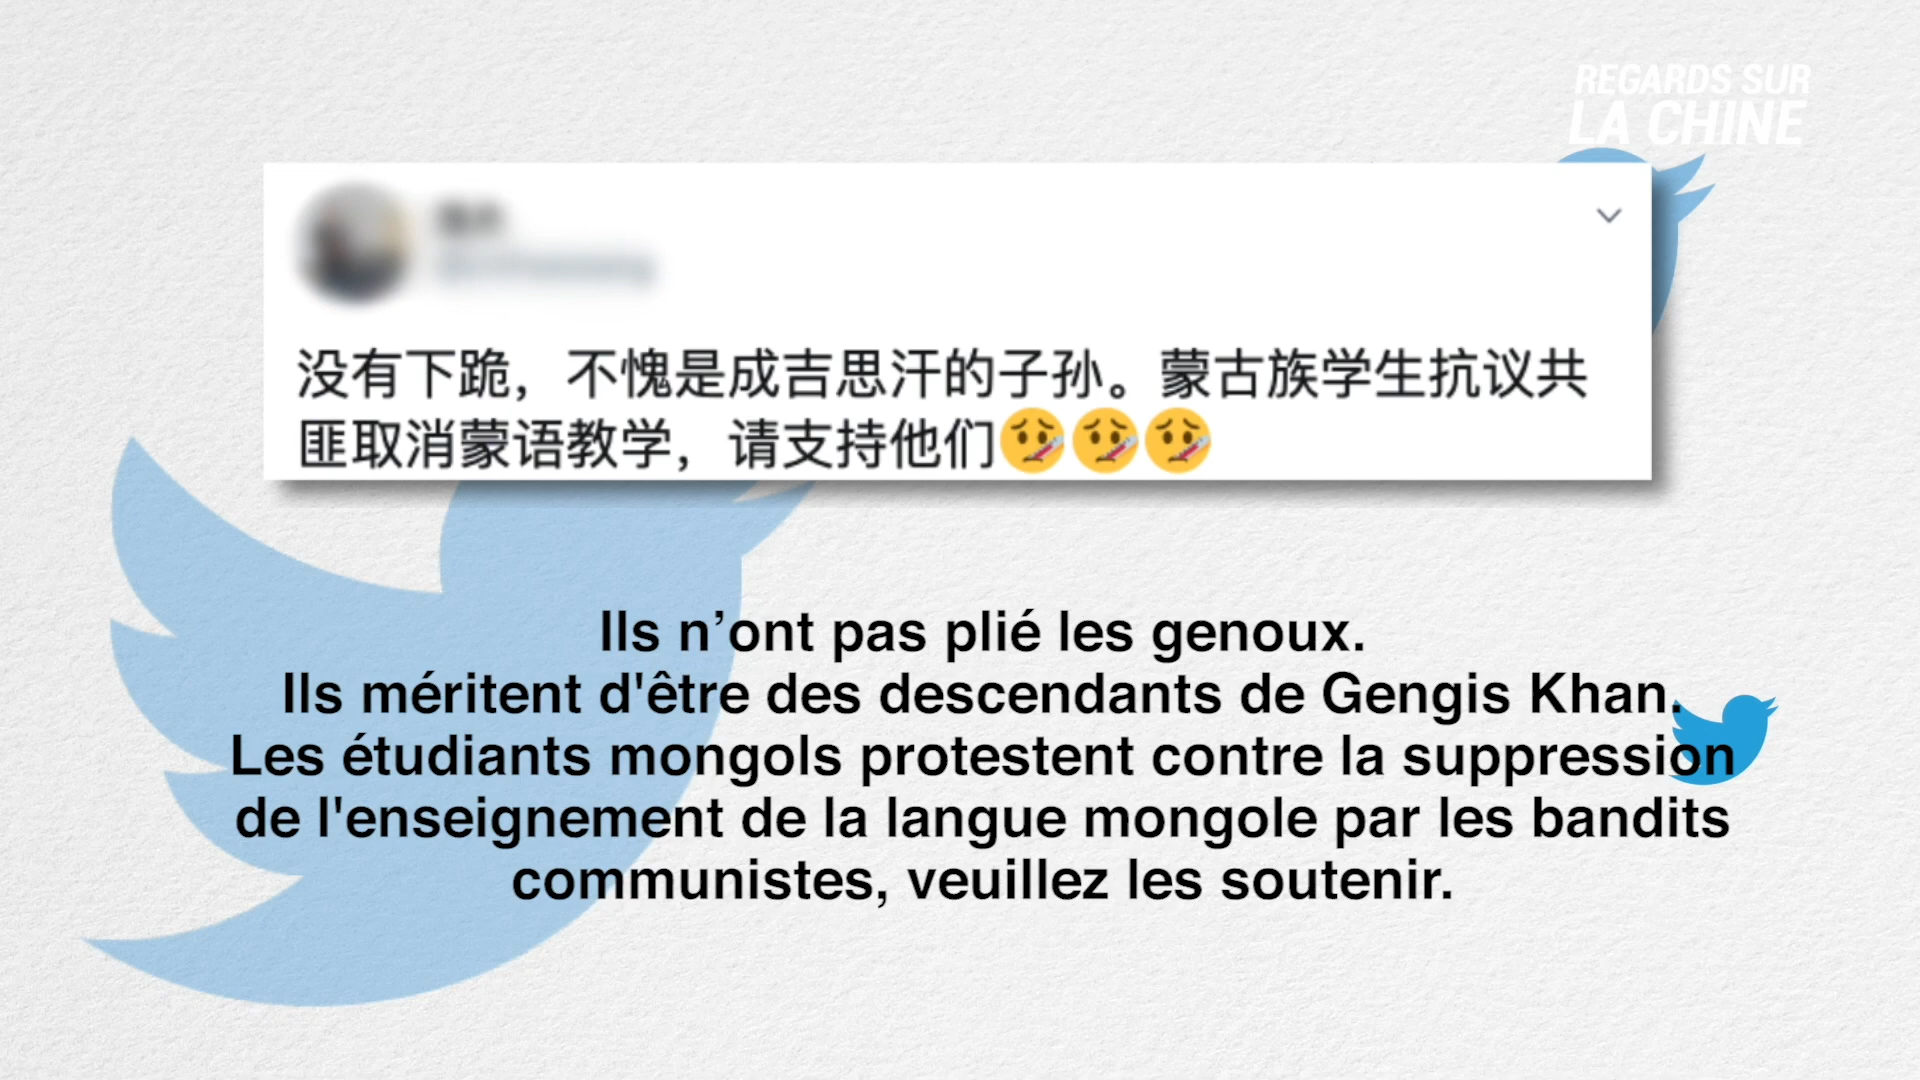 REGARDS SUR
LA CHINE
没有下跪，不愧是成吉思汗的子孙。蒙古族学生抗议共
匪取消蒙语教学，请支持他们🤒🤒🤒
Ils n’ont pas plié les genoux.
Ils méritent d'être des descendants de Gengis Khan.
Les étudiants mongols protestent contre la suppression
de l'enseignement de la langue mongole par les bandits
communistes, veuillez les soutenir.